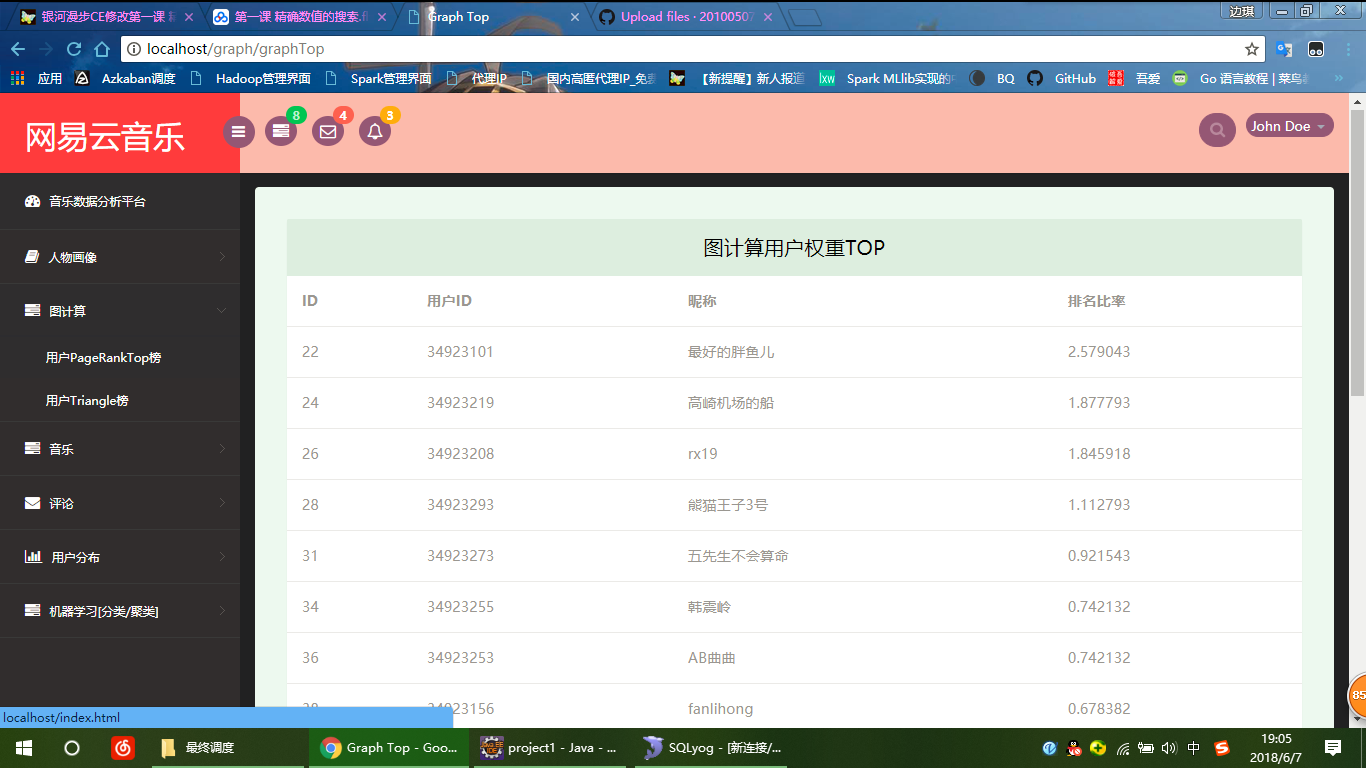 银河漫步CE修改第一课 精
第一课 精确数值的搜索.fl
Graph Top
Upload files · 20100507
边琪
localhost/graph/graphTop
应用
Azkaban调度
Hadoop管理界面
Spark管理界面
代理IP
国内高匿代理IP_免费
【新提醒】新人报道
Spark MLlib实现的中
BQ
GitHub
吾爱
Go 语言教程 | 菜鸟教
»
网易云音乐
8
4
3
John Doe
音乐数据分析平台
人物画像
图计算
用户PageRankTop榜
用户Triangle榜
音乐
评论
用户分布
机器学习[分类/聚类]
图计算用户权重TOP
ID 用户ID 昵称 排名比率
22 34923101 最好的胖鱼儿 2.579043
24 34923219 高崎机场的船 1.877793
26 34923208 rx19 1.845918
28 34923293 熊猫王子3号 1.112793
31 34923273 五先生不会算命 0.921543
34 34923255 韩震岭 0.742132
36 34923253 AB曲曲 0.742132
34923156 fanlihong 0.678382
85
localhost/index.html
最终调度
Graph Top - Goo...
project1 - Java - ...
SQLyog - [新连接/...
中
19:05
2018/6/7